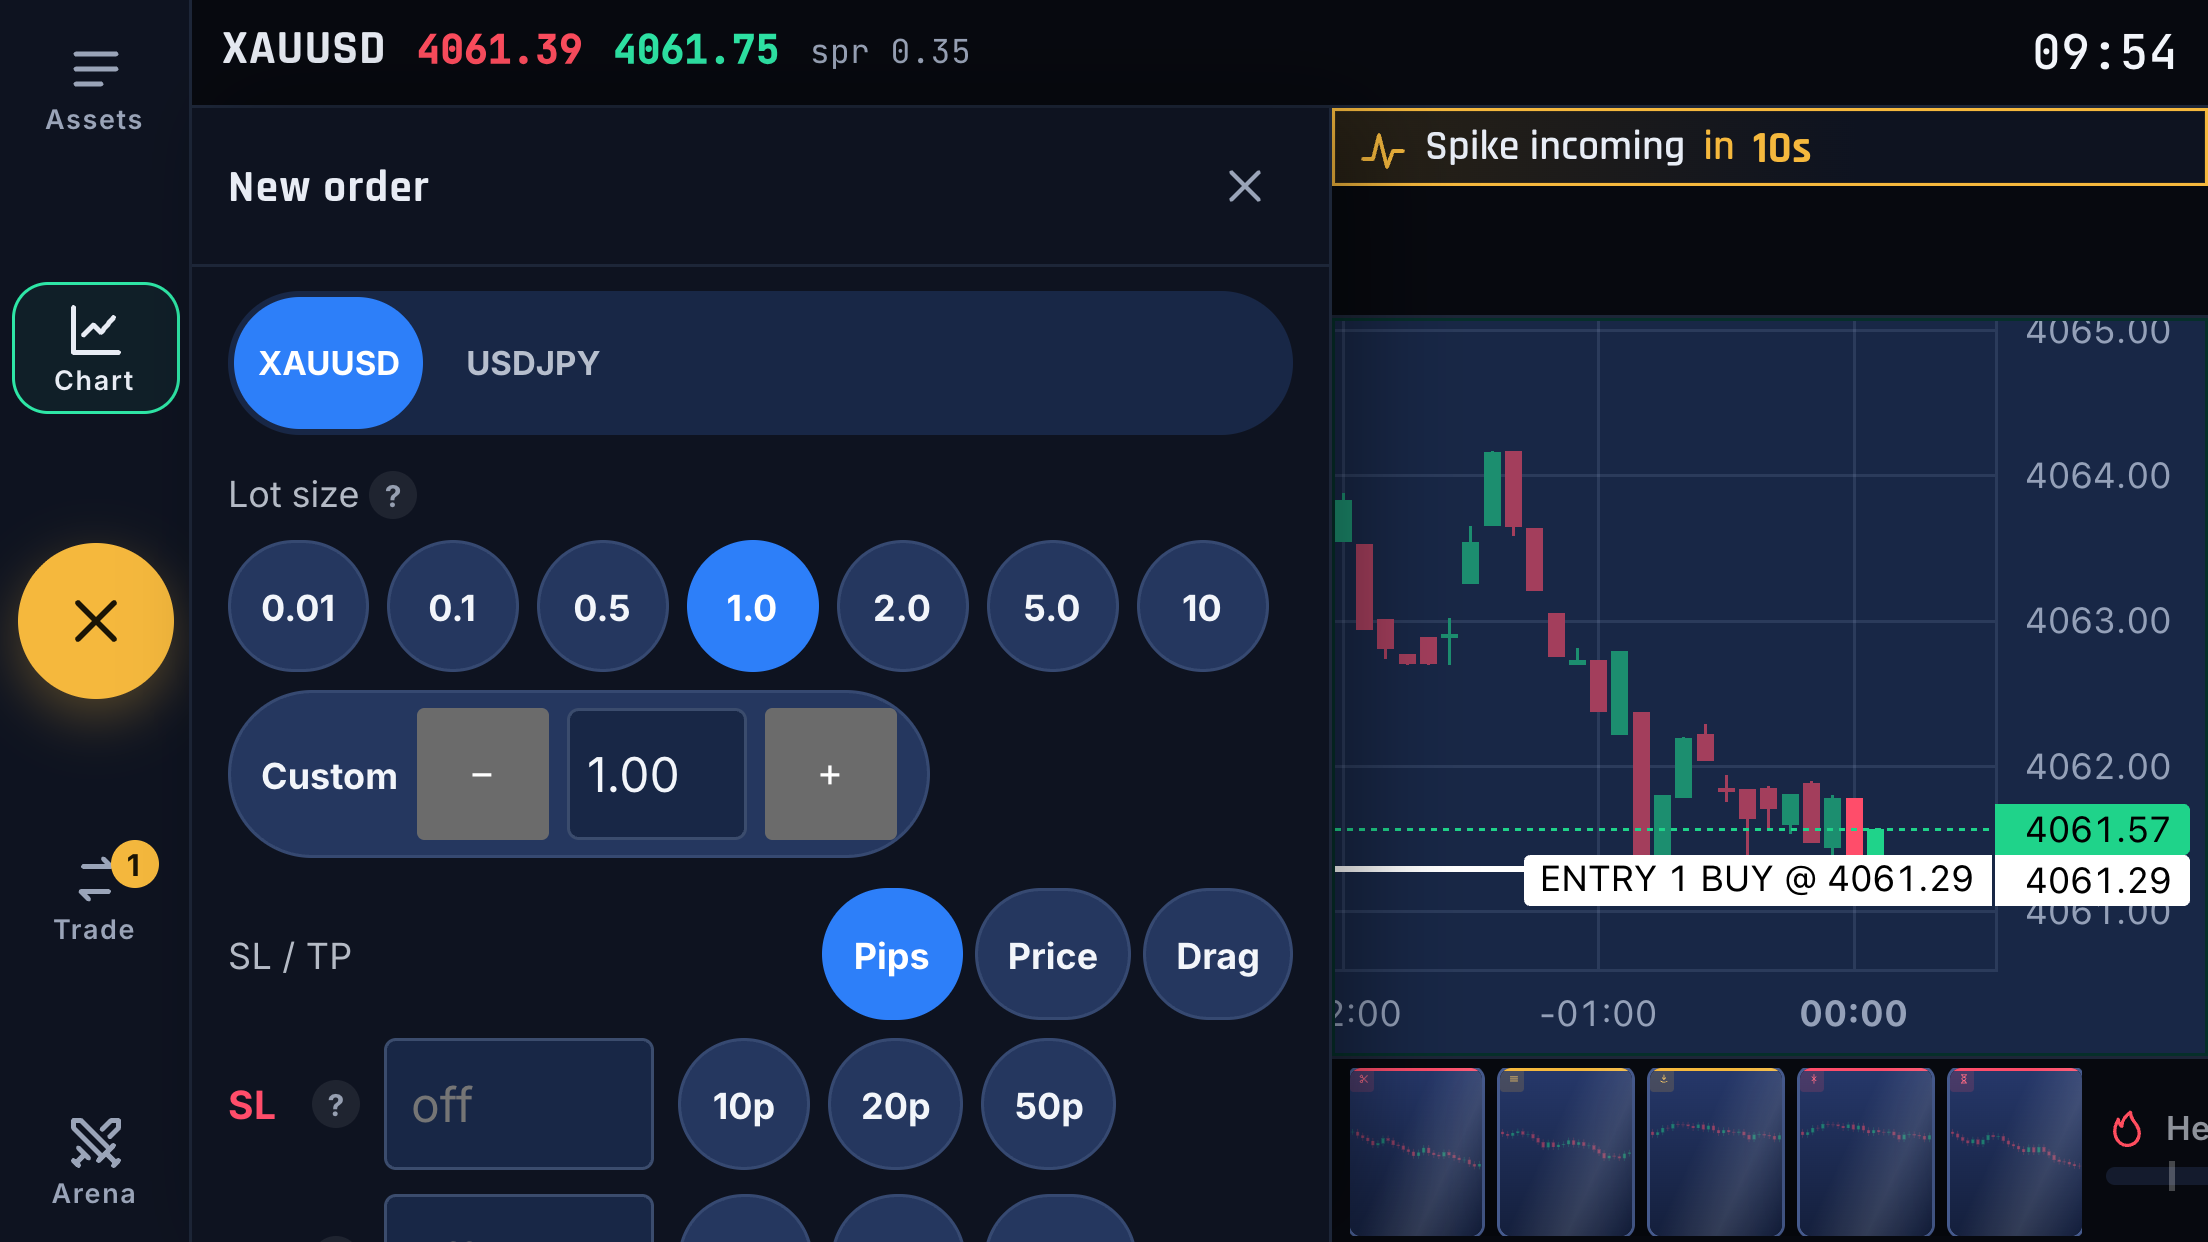 XAUUSD 4061.39 4061.75 spr 0.35
09:54
Assets
Chart
1
Trade
Arena
New order
XAUUSD USDJPY
Lot size ?
0.01 0.1 0.5 1.0 2.0 5.0 10
Custom − 1.00 +
SL / TP Pips Price Drag
SL ? off 10p 20p 50p
Spike incoming in 10s
4065.00
4064.00
4063.00
4062.00
4061.57
ENTRY 1 BUY @ 4061.29 4061.29
4061.00
2:00 -01:00 00:00
He